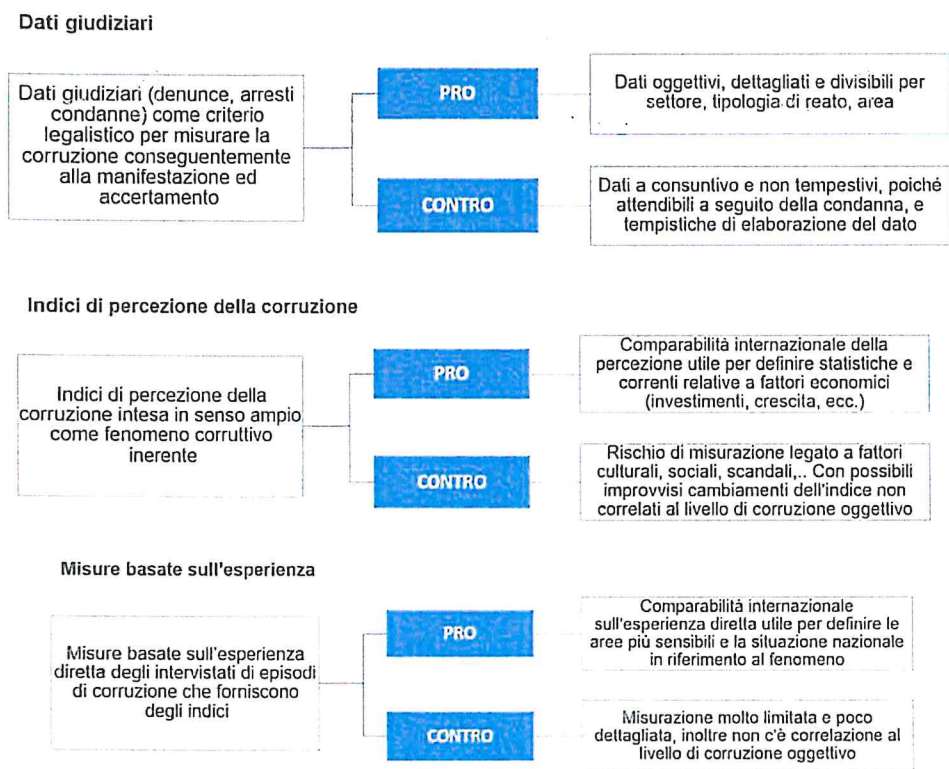 Dati giudiziari
Dati giudiziari (denunce, arresti
condanne) come criterio
legalistico per misurare la
corruzione conseguentemente
alla manifestazione ed
accertamento
PRO
Dati oggettivi, dettagliati e divisibili per
settore, tipologia di reato, area
CONTRO
Dati a consuntivo e non tempestivi, poiché
attendibili a seguito della condanna, e
tempistiche di elaborazione del dato
Indici di percezione della corruzione
Indici di percezione della
corruzione intesa in senso ampio
come fenomeno corruttivo
inerente
PRO
Comparabilità internazionale della
percezione utile per definire statistiche e
correnti relative a fattori economici
(investimenti, crescita, ecc.)
CONTRO
Rischio di misurazione legato a fattori
culturali, sociali, scandali,.. Con possibili
improvvisi cambiamenti dell'indice non
correlati al livello di corruzione oggettivo
Misure basate sull'esperienza
Misure basate sull'esperienza
diretta degli intervistati di episodi
di corruzione che forniscono
degli indici
PRO
Comparabilità internazionale
sull'esperienza diretta utile per definire le
aree più sensibili e la situazione nazionale
in riferimento al fenomeno
CONTRO
Misurazione molto limitata e poco
dettagliata, inoltre non c'è correlazione al
livello di corruzione oggettivo